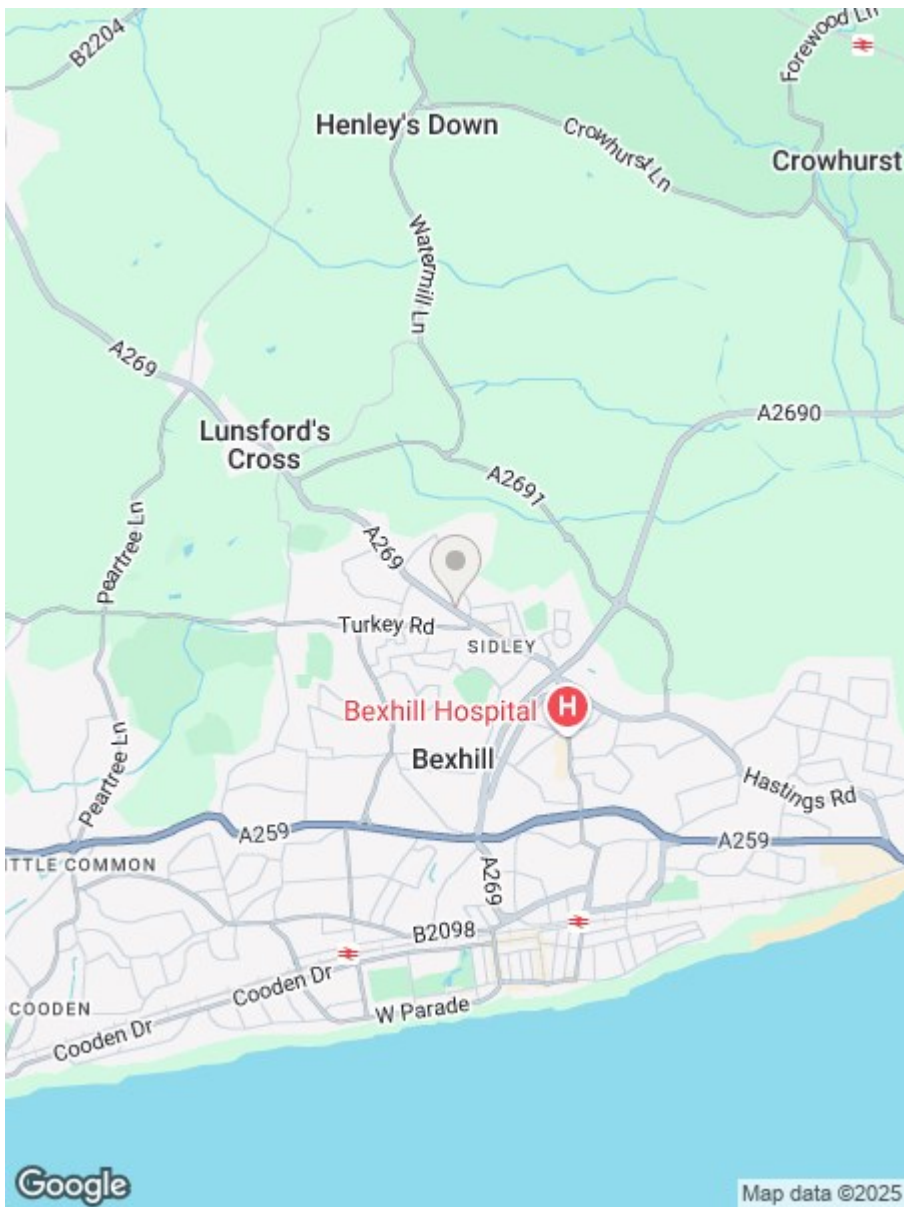 B2204
Forewood Ln
Henley's Down
Crowhurst Ln
Crowhurst
Watermill Ln
A269
A2690
Lunsford's
Cross
A2691
Peartree Ln
A269
Turkey Rd
SIDLEY
Bexhill Hospital
H
Bexhill
Peartree Ln
Hastings Rd
A259
A259
ITTLE COMMON
A269
B2098
Cooden Dr
COODEN
W Parade
Cooden Dr
Google
Map data ©2025